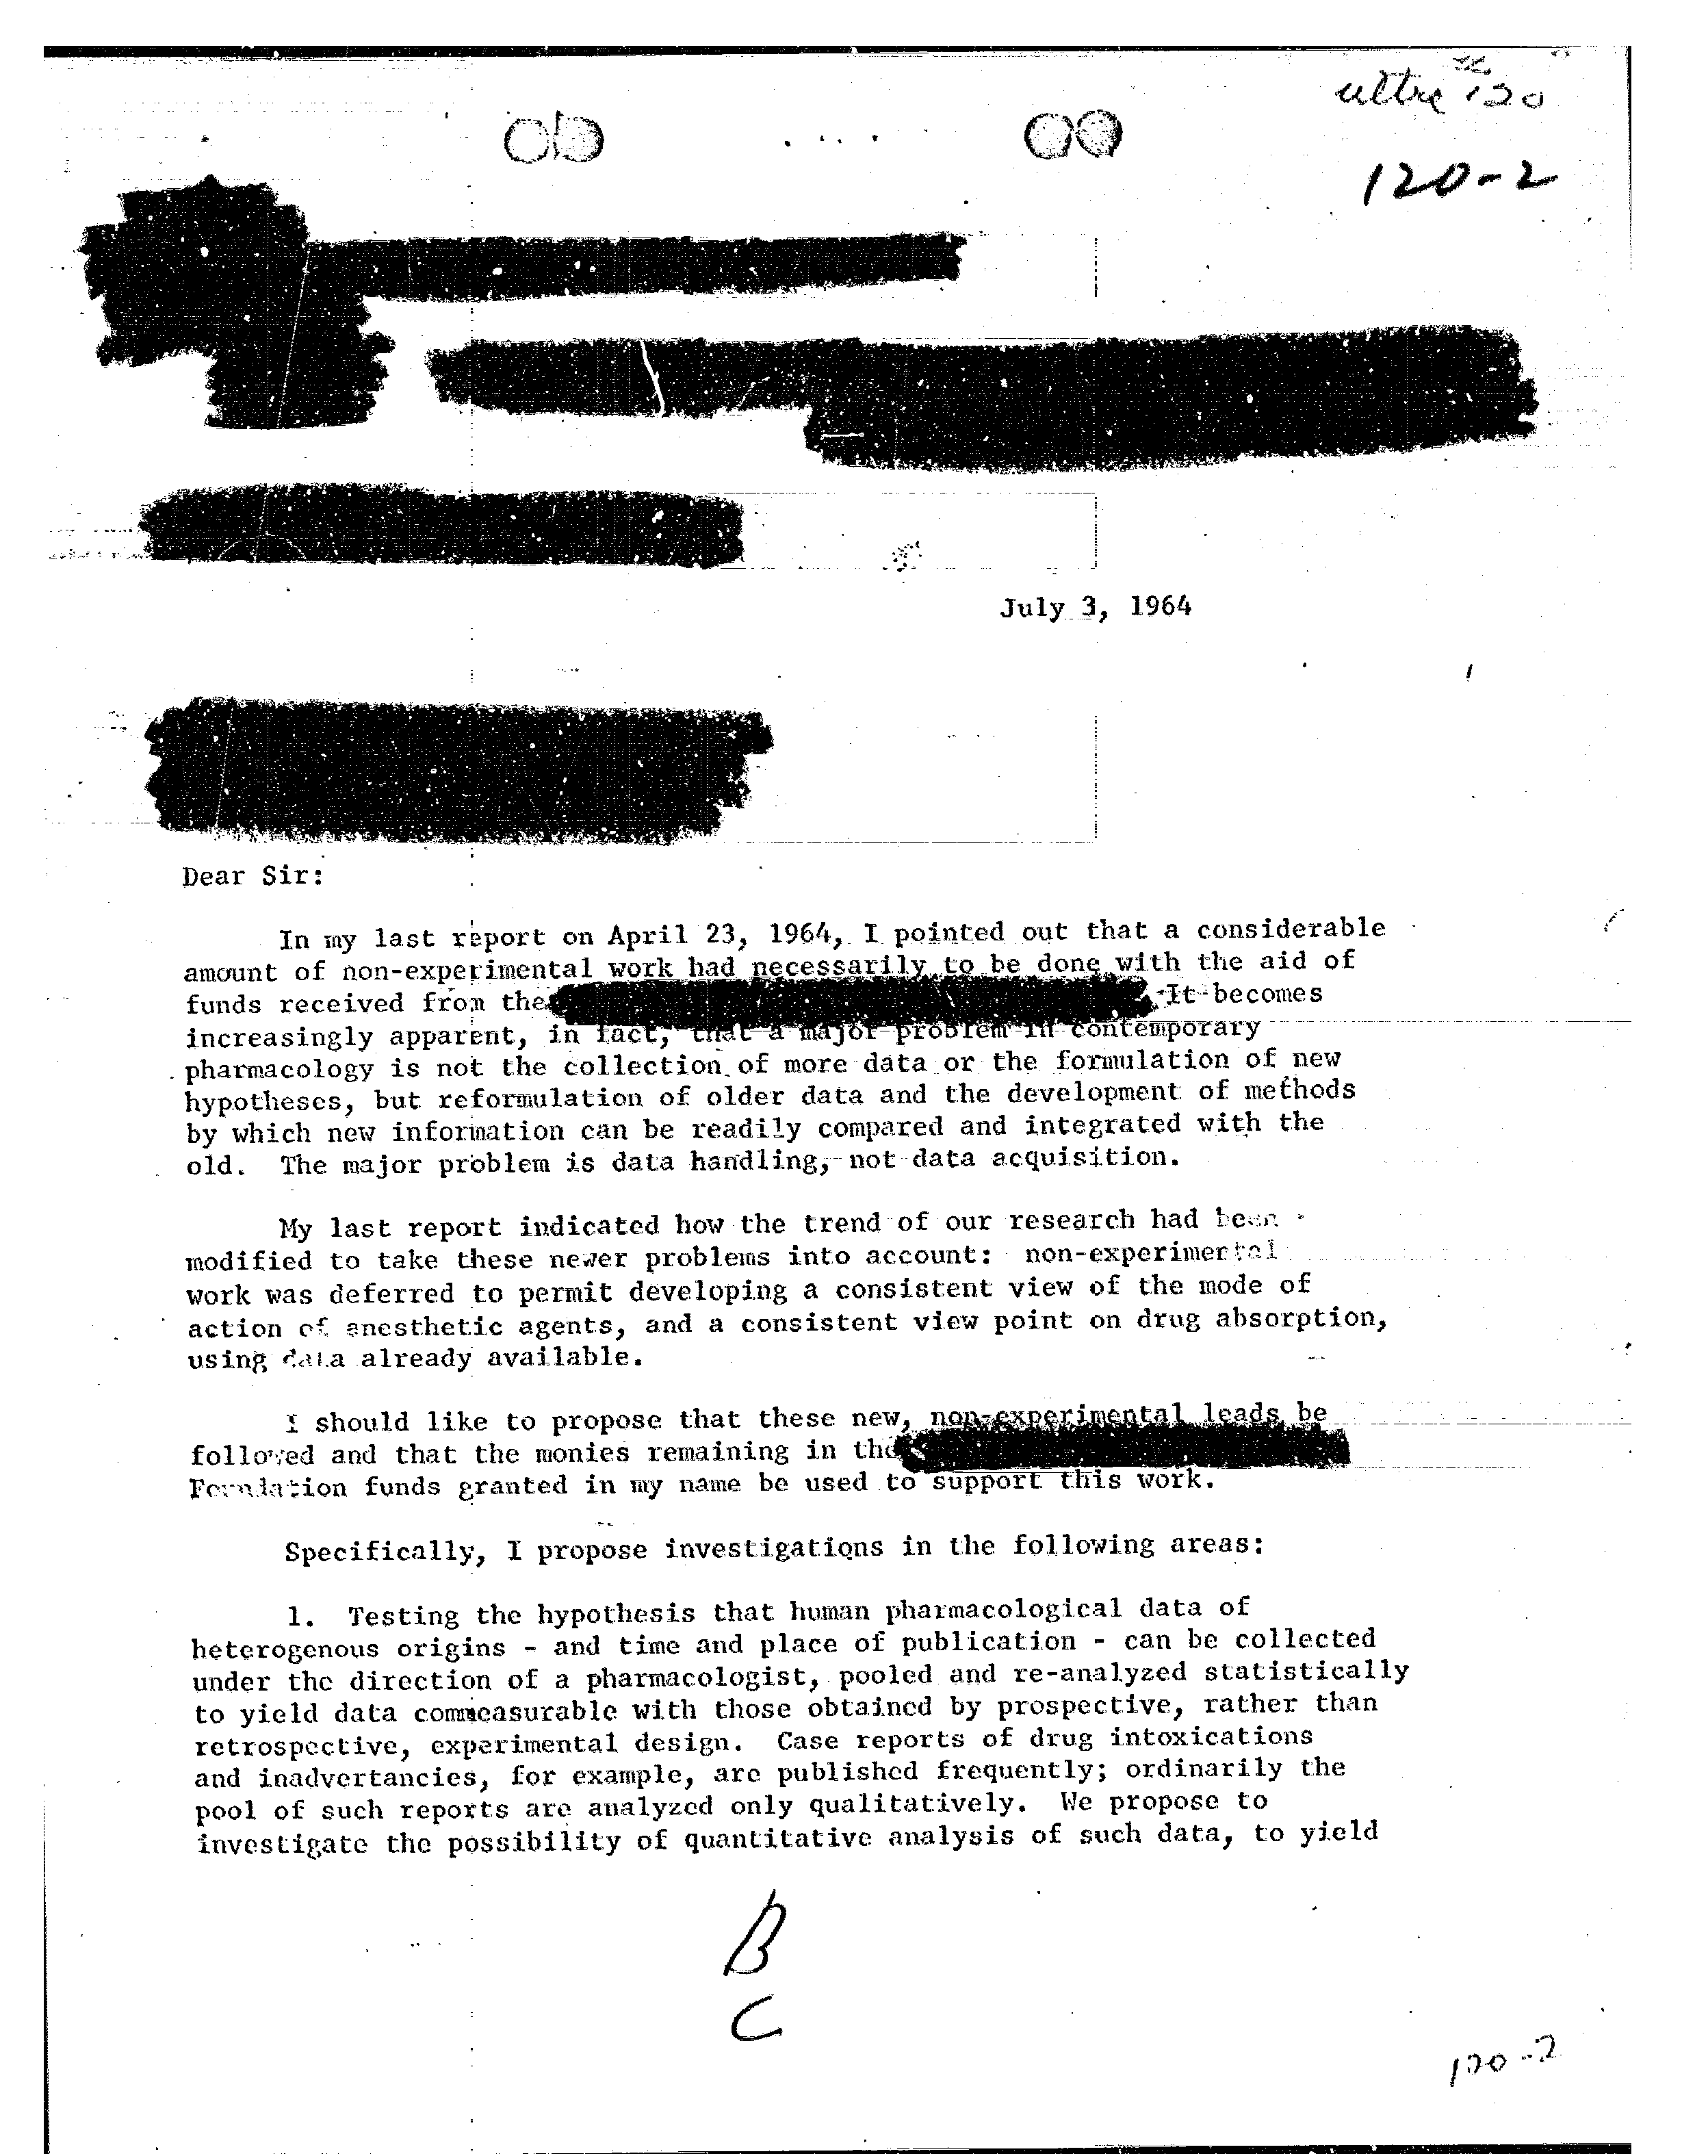 ultra 120
120-2
July 3, 1964
Dear Sir:
In my last report on April 23, 1964, I pointed out that a considerable
amount of non-experimental work had necessarily to be done with the aid of
funds received from the It becomes
increasingly apparent, in fact, that a major problem in contemporary
pharmacology is not the collection of more data or the formulation of new
hypotheses, but reformulation of older data and the development of methods
by which new information can be readily compared and integrated with the
old. The major problem is data handling, not data acquisition.
My last report indicated how the trend of our research had been
modified to take these newer problems into account: non-experimental
work was deferred to permit developing a consistent view of the mode of
action of anesthetic agents, and a consistent view point on drug absorption,
using data already available.
I should like to propose that these new, non-experimental leads be
followed and that the monies remaining in the
Foundation funds granted in my name be used to support this work.
Specifically, I propose investigations in the following areas:
1. Testing the hypothesis that human pharmacological data of
heterogenous origins - and time and place of publication - can be collected
under the direction of a pharmacologist, pooled and re-analyzed statistically
to yield data commeasurable with those obtained by prospective, rather than
retrospective, experimental design. Case reports of drug intoxications
and inadvertancies, for example, are published frequently; ordinarily the
pool of such reports are analyzed only qualitatively. We propose to
investigate the possibility of quantitative analysis of such data, to yield
B
C
120-2